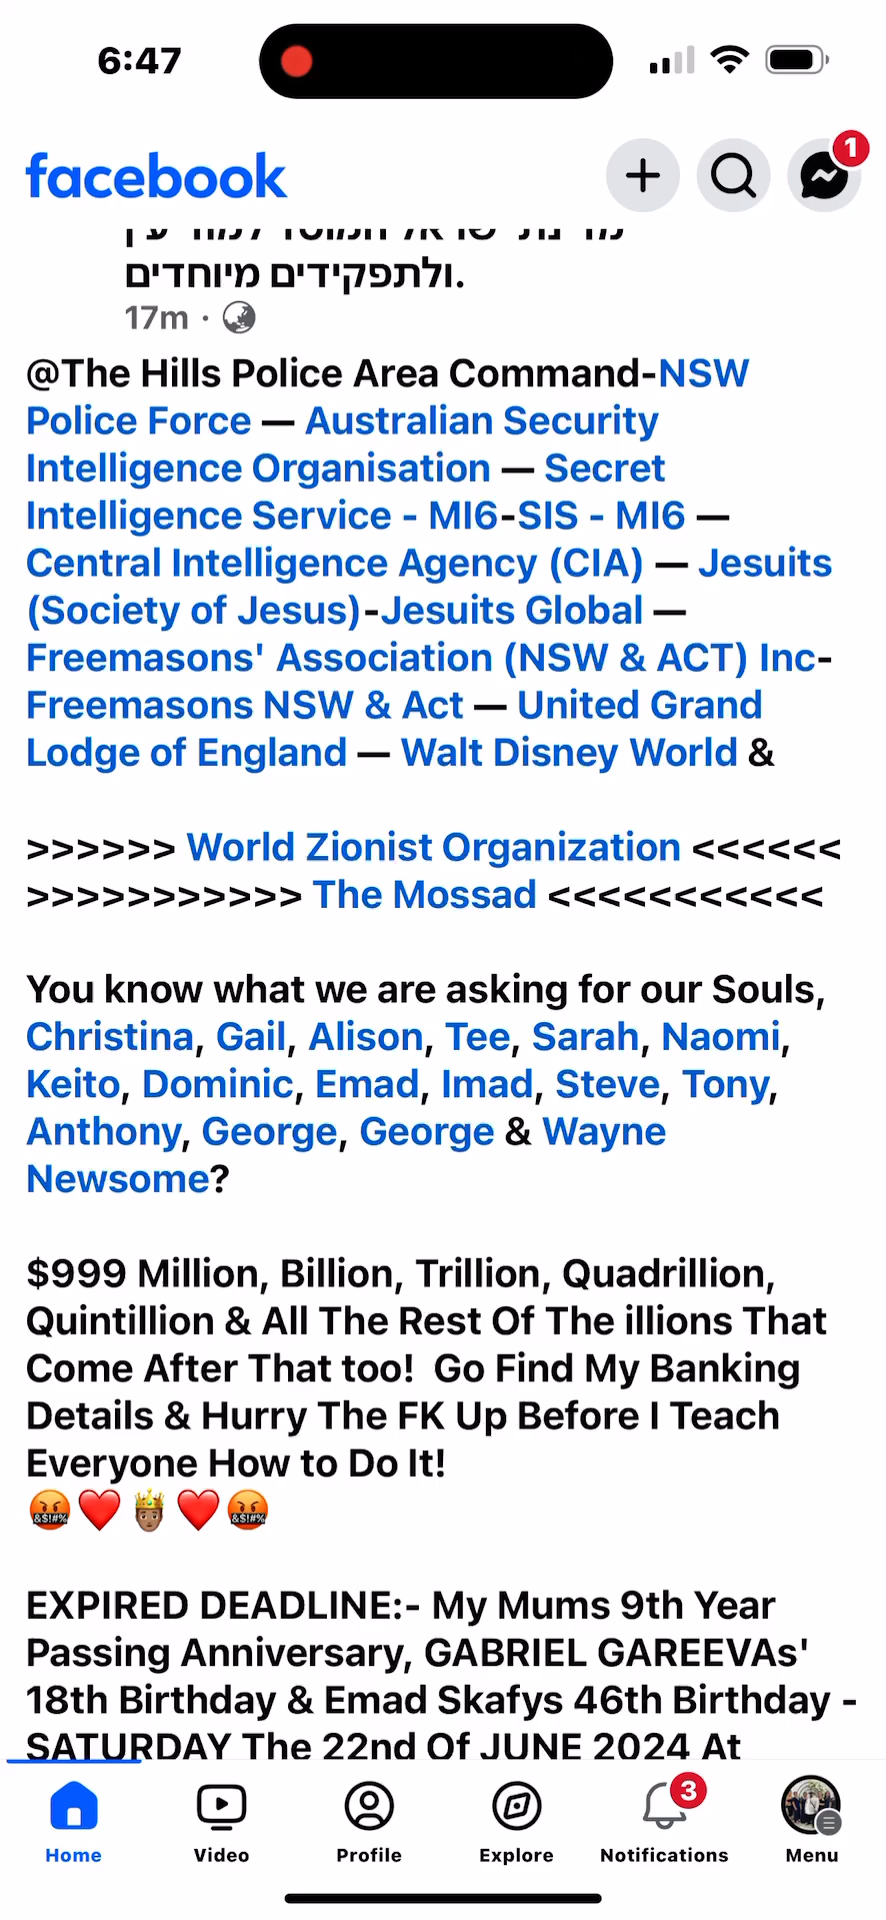 6:47
facebook
1
ולתפקידים מיוחדים.
17m ·
@The Hills Police Area Command-NSW
Police Force — Australian Security
Intelligence Organisation — Secret
Intelligence Service - MI6-SIS - MI6 —
Central Intelligence Agency (CIA) — Jesuits
(Society of Jesus)-Jesuits Global —
Freemasons' Association (NSW & ACT) Inc-
Freemasons NSW & Act — United Grand
Lodge of England — Walt Disney World &
>>>>>> World Zionist Organization <<<<<<
>>>>>>>>>>> The Mossad <<<<<<<<<<<
You know what we are asking for our Souls,
Christina, Gail, Alison, Tee, Sarah, Naomi,
Keito, Dominic, Emad, Imad, Steve, Tony,
Anthony, George, George & Wayne
Newsome?
$999 Million, Billion, Trillion, Quadrillion,
Quintillion & All The Rest Of The illions That
Come After That too!  Go Find My Banking
Details & Hurry The FK Up Before I Teach
Everyone How to Do It!
🤬❤️🤴🏽❤️🤬
EXPIRED DEADLINE:- My Mums 9th Year
Passing Anniversary, GABRIEL GAREEVAs'
18th Birthday & Emad Skafys 46th Birthday -
SATURDAY The 22nd Of JUNE 2024 At
3
Home Video Profile Explore Notifications Menu